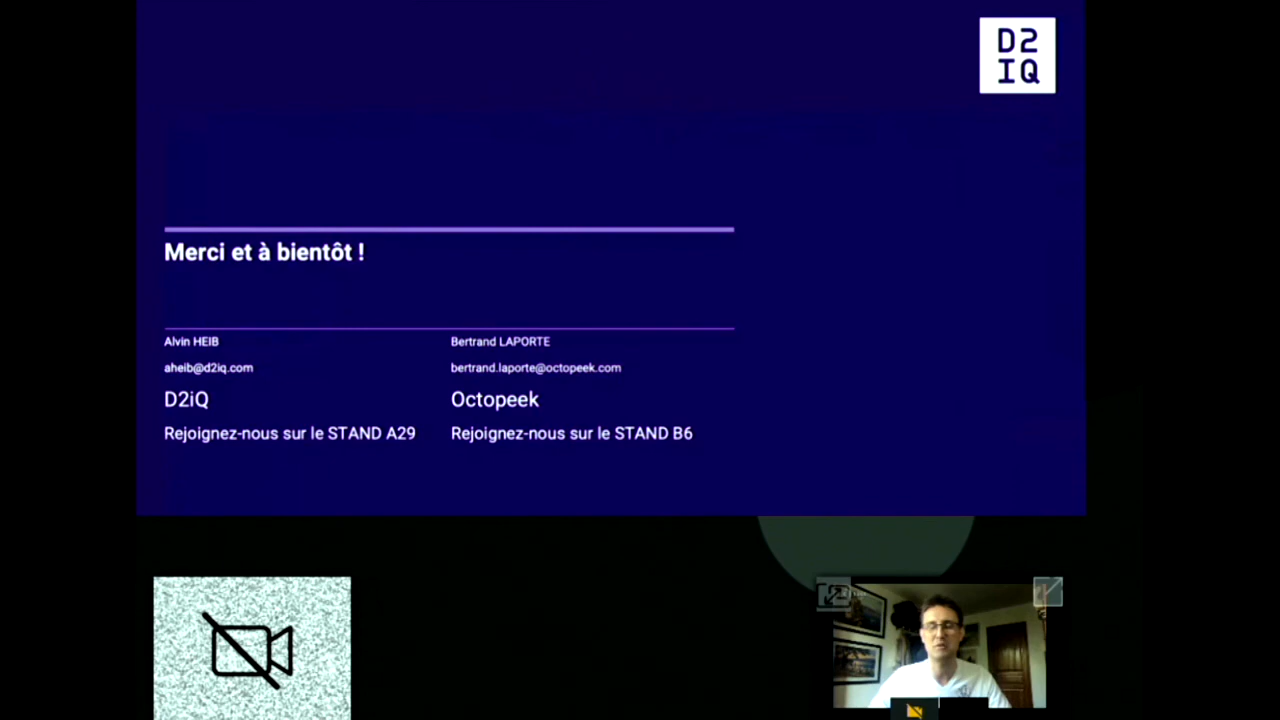 D2
IQ
Merci et à bientôt !
Alvin HEIB
aheib@d2iq.com
D2iQ
Rejoignez-nous sur le STAND A29
Bertrand LAPORTE
bertrand.laporte@octopeek.com
Octopeek
Rejoignez-nous sur le STAND B6